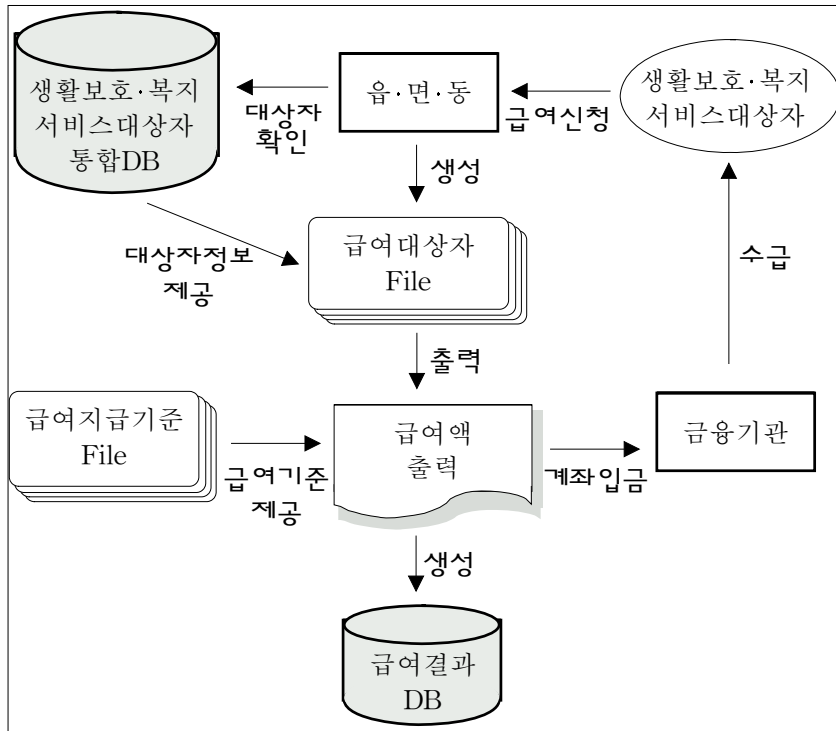 생활보호·복지
서비스대상자
통합DB
대상자
확인
읍·면·동
급여신청
생활보호·복지
서비스대상자
생성
대상자정보
제공
급여대상자
File
수급
출력
급여지급기준
File
급여기준
제공
급여액
출력
계좌입금
금융기관
생성
급여결과
DB